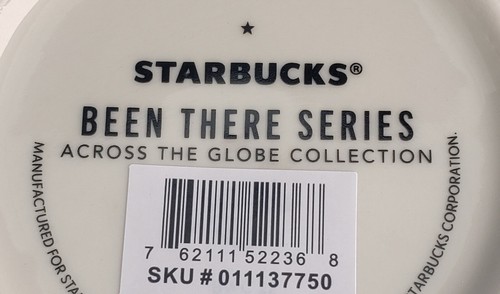 STARBUCKS®
BEEN THERE SERIES
ACROSS THE GLOBE COLLECTION
MANUFACTURED FOR
STARBUCKS CORPORATION.
7 62111 52236 8
SKU # 011137750